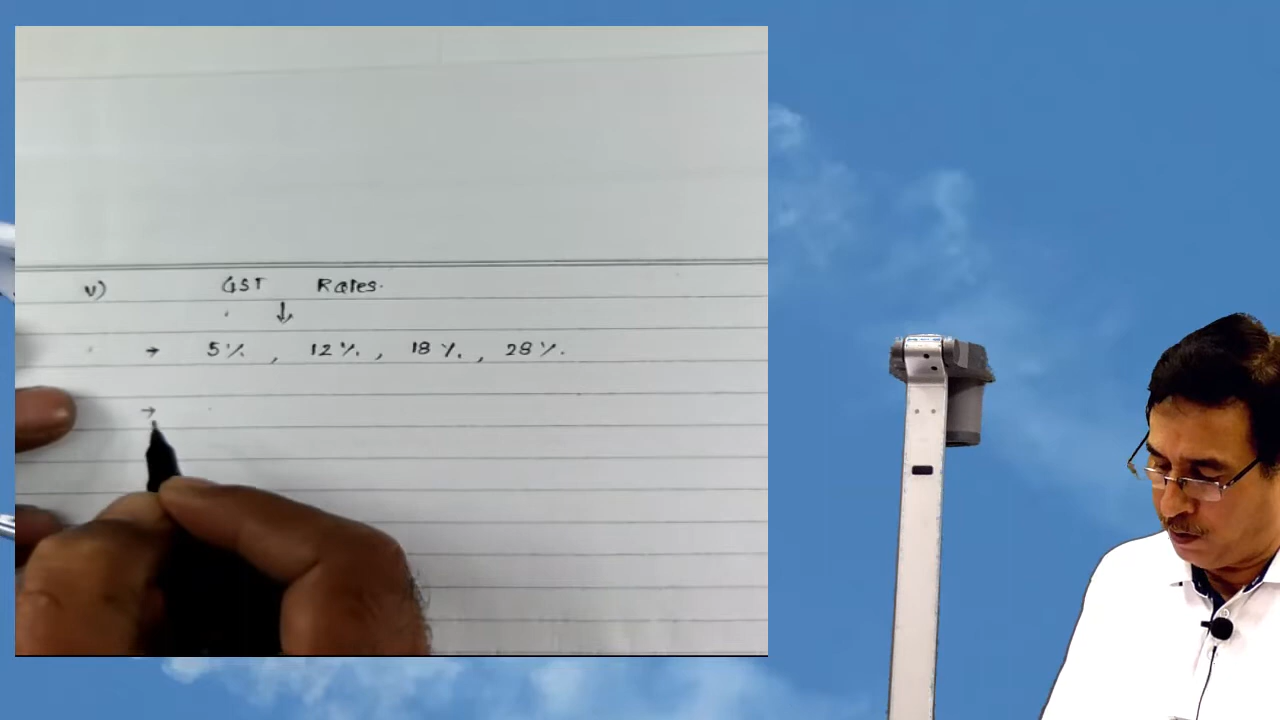 v) GST Rates.
↓
→ 5%, 12%, 18%, 28%.
→